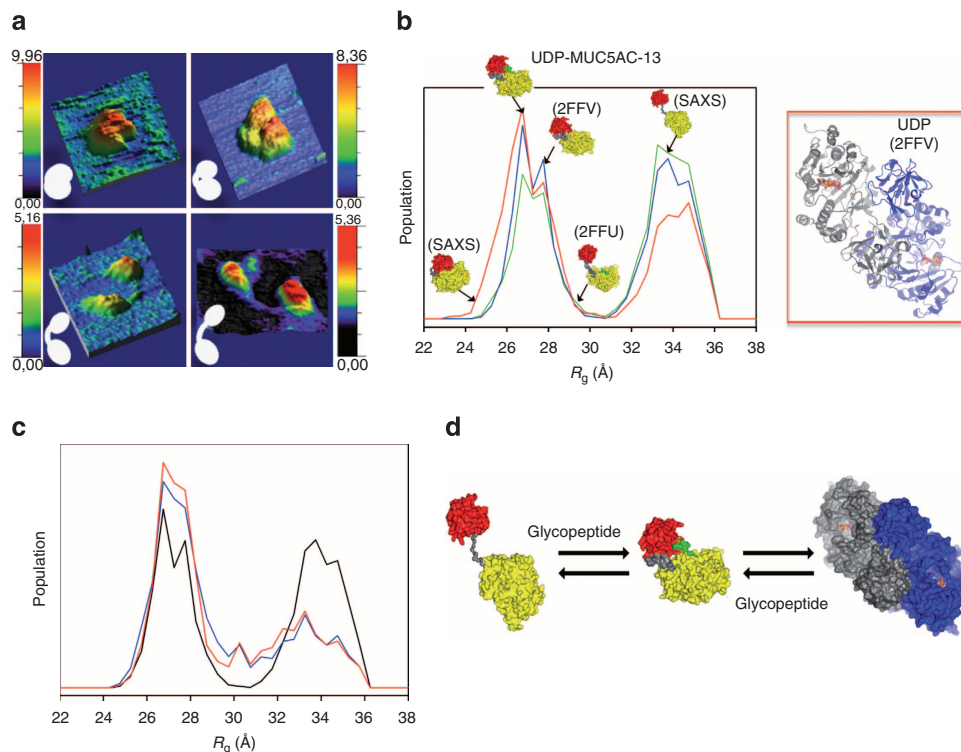 a
9,96
0,00
8,36
0,00
5,16
0,00
5,36
0,00
b
UDP-MUC5AC-13
(2FFV)
(SAXS)
(SAXS)
(2FFU)
Population
22 24 26 28 30 32 34 36 38
Rg (Å)
UDP
(2FFV)
c
Population
22 24 26 28 30 32 34 36 38
Rg (Å)
d
Glycopeptide
Glycopeptide